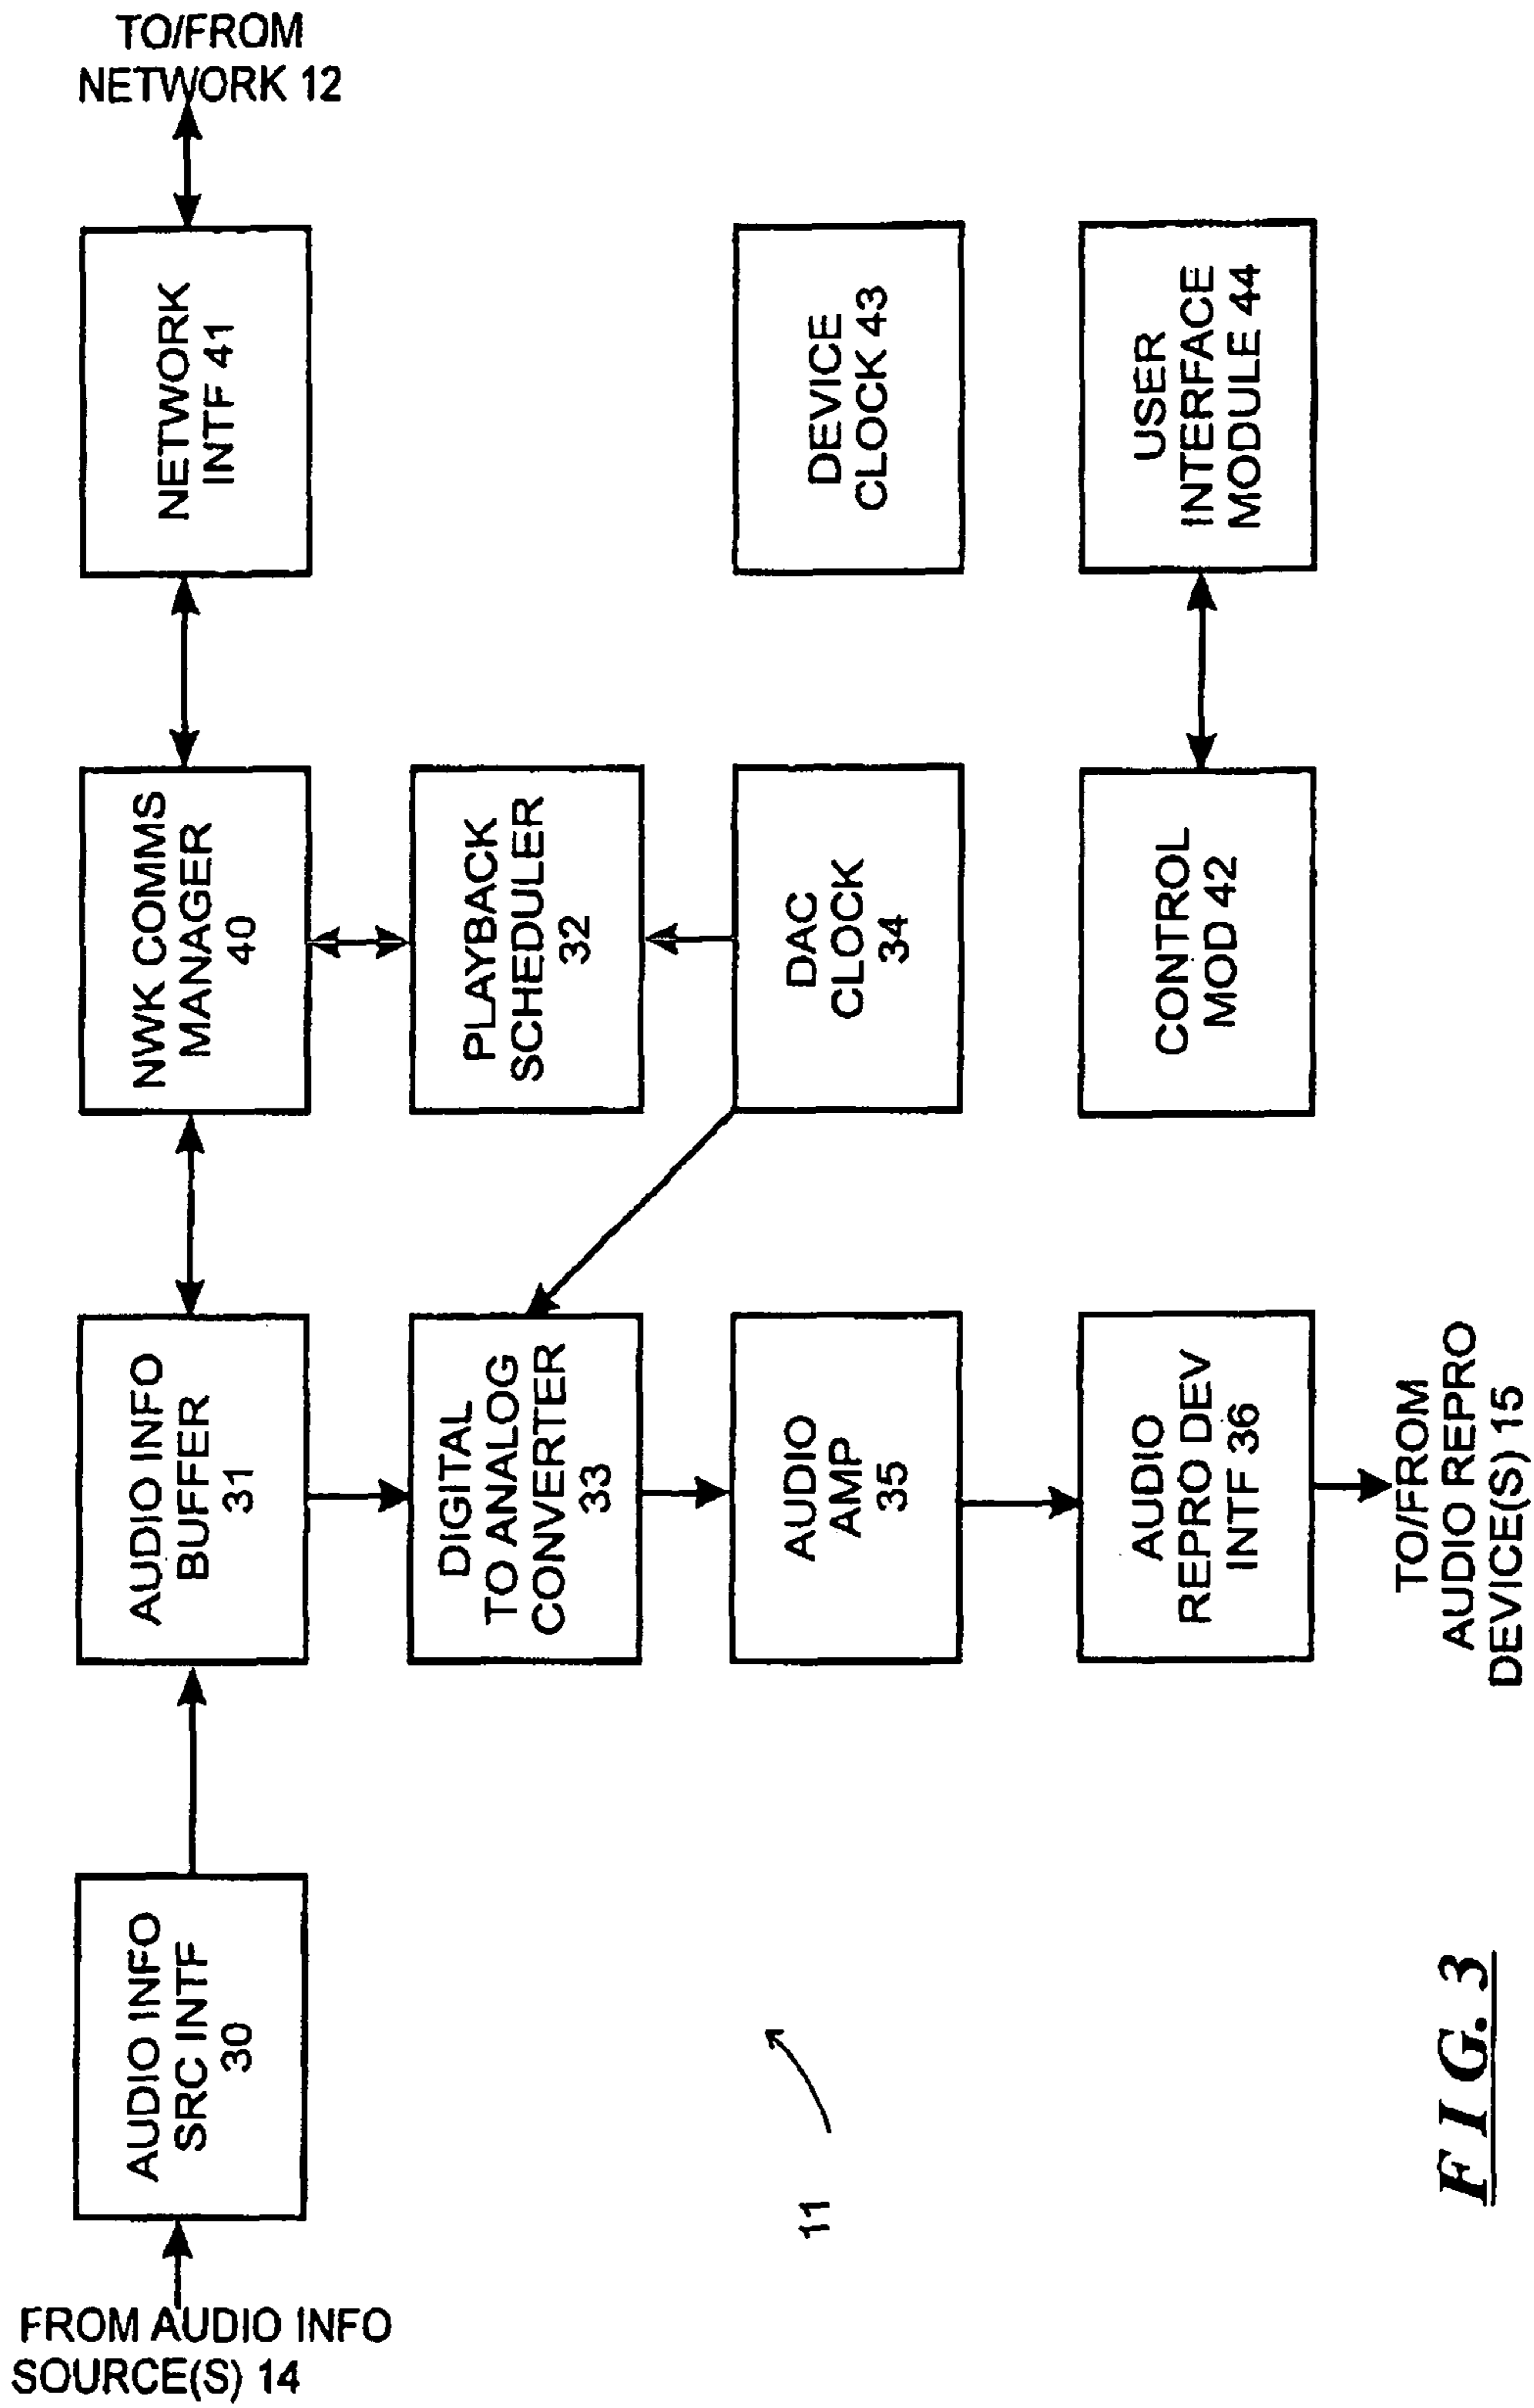 FROM AUDIO INFO
SOURCE(S) 14
AUDIO INFO
SRC INTF
30
AUDIO INFO
BUFFER
31
NWK COMMS
MANAGER
40
NETWORK
INTF 41
TO/FROM
NETWORK 12
DIGITAL
TO ANALOG
CONVERTER
33
PLAYBACK
SCHEDULER
32
11
AUDIO
AMP
35
DAC
CLOCK
34
DEVICE
CLOCK 43
AUDIO
REPRO DEV
INTF 36
CONTROL
MOD 42
USER
INTERFACE
MODULE 44
TO/FROM
AUDIO REPRO
DEVICE(S) 15
FIG. 3